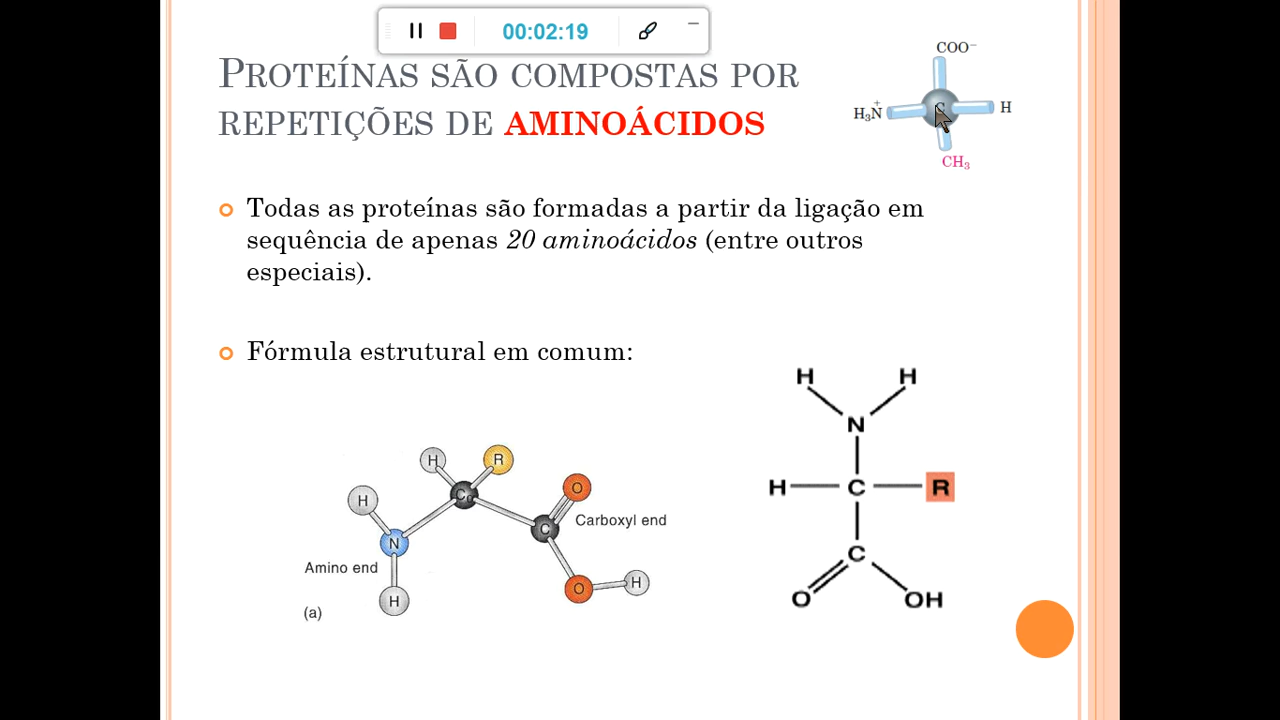 00:02:19
PROTEÍNAS SÃO COMPOSTAS POR
REPETIÇÕES DE AMINOÁCIDOS
COO⁻
H₃N⁺
C
H
CH₃
Todas as proteínas são formadas a partir da ligação em
sequência de apenas 20 aminoácidos (entre outros
especiais).
Fórmula estrutural em comum:
H H
N
H C R
C
O OH
H R
H Cα O
C Carboxyl end
N
Amino end
O H
H
(a)